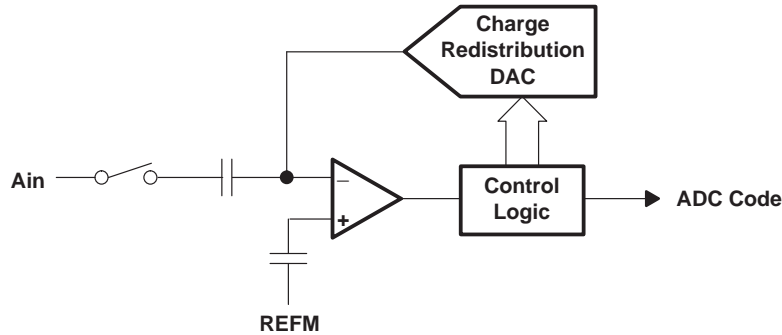 Charge
Redistribution
DAC
Ain
−
+
Control
Logic
ADC Code
REFM